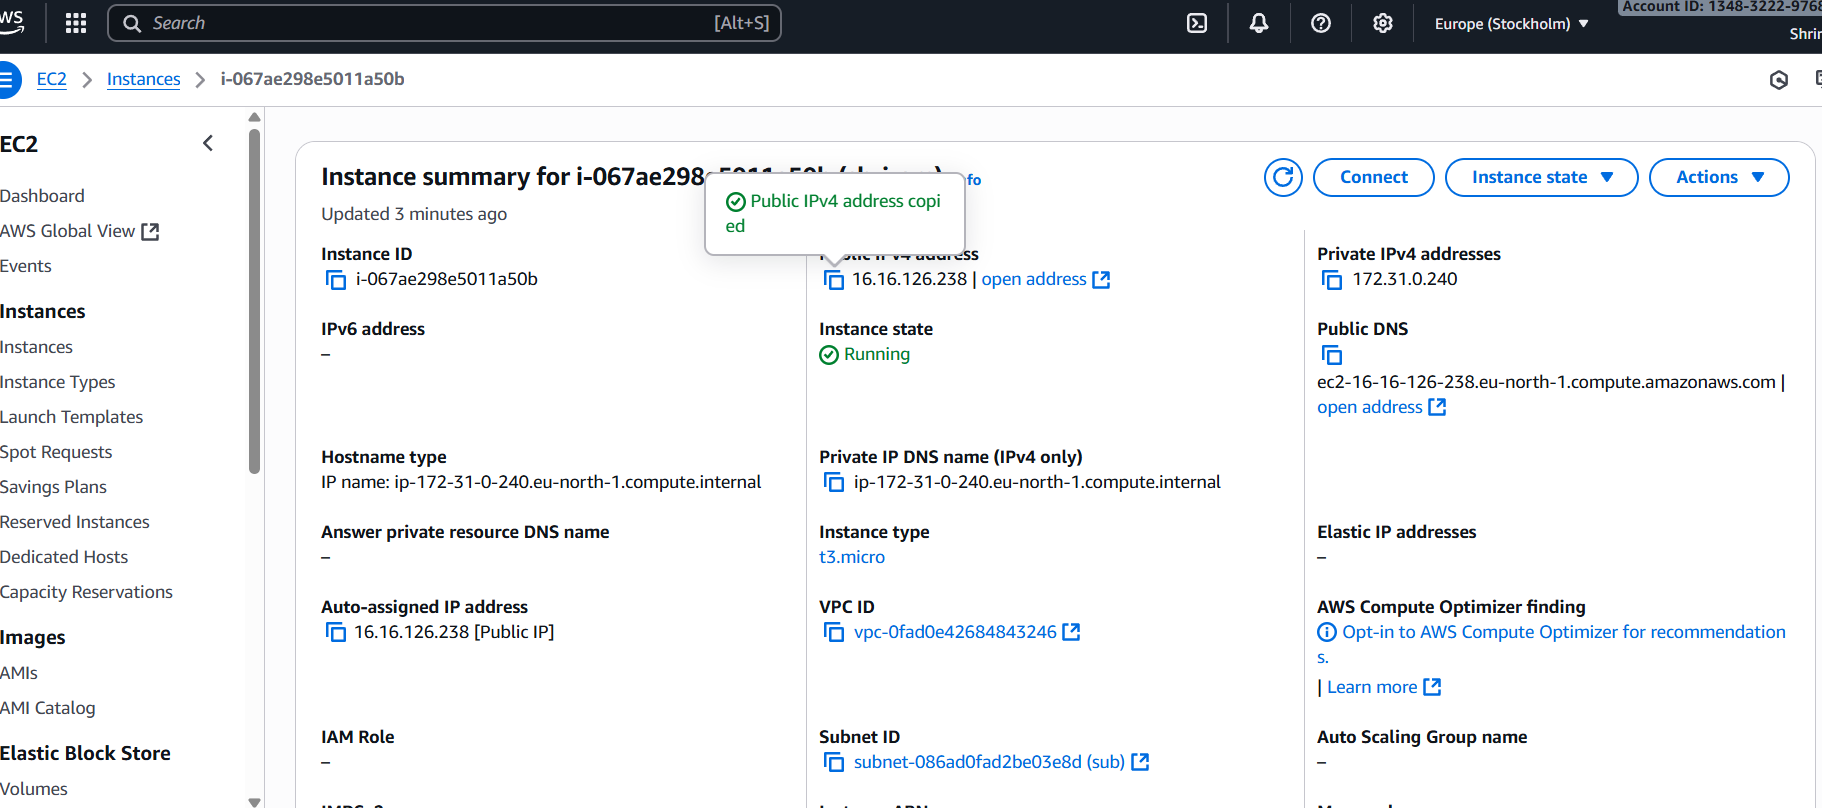 Search
[Alt+S]
Europe (Stockholm)
Account ID: 1348-3222-9768
EC2
Instances
i-067ae298e5011a50b
EC2
Dashboard
AWS Global View
Events
Instances
Instances
Instance Types
Launch Templates
Spot Requests
Savings Plans
Reserved Instances
Dedicated Hosts
Capacity Reservations
Images
AMIs
AMI Catalog
Elastic Block Store
Volumes
Instance summary for i-067ae298e5011a50b
Updated 3 minutes ago
Connect
Instance state
Actions
Public IPv4 address copi
ed
Instance ID
i-067ae298e5011a50b
Public IPv4 address
16.16.126.238 | open address
Private IPv4 addresses
172.31.0.240
IPv6 address
–
Instance state
Running
Public DNS
ec2-16-16-126-238.eu-north-1.compute.amazonaws.com |
open address
Hostname type
IP name: ip-172-31-0-240.eu-north-1.compute.internal
Private IP DNS name (IPv4 only)
ip-172-31-0-240.eu-north-1.compute.internal
Answer private resource DNS name
–
Instance type
t3.micro
Elastic IP addresses
–
Auto-assigned IP address
16.16.126.238 [Public IP]
VPC ID
vpc-0fad0e42684843246
AWS Compute Optimizer finding
Opt-in to AWS Compute Optimizer for recommendation
s.
| Learn more
IAM Role
–
Subnet ID
subnet-086ad0fad2be03e8d (sub)
Auto Scaling Group name
–